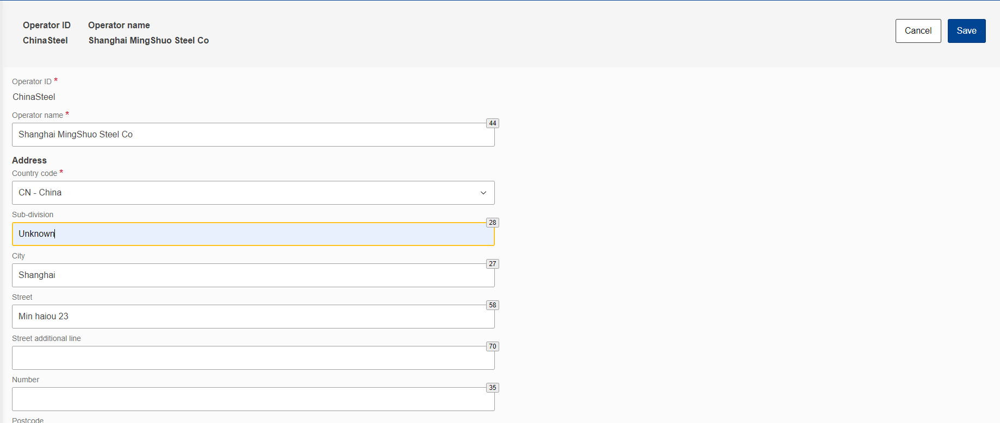 Operator ID Operator name
ChinaSteel Shanghai MingShuo Steel Co
Cancel Save
Operator ID *
ChinaSteel
Operator name *
44
Shanghai MingShuo Steel Co
Address
Country code *
CN - China
Sub-division
28
Unknown
City
27
Shanghai
Street
58
Min haiou 23
Street additional line
70
Number
35
Postcode